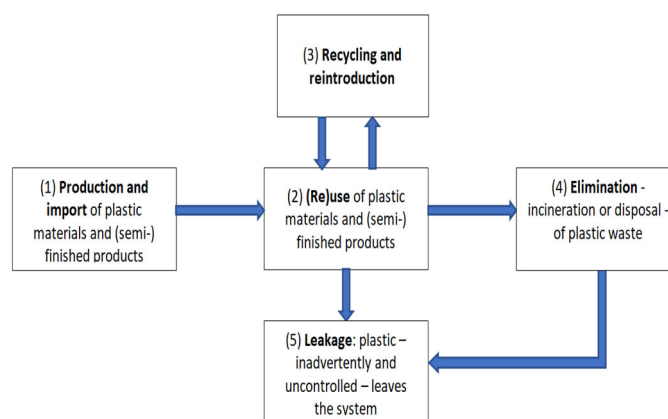 (3) Recycling and
reintroduction
(1) Production and
import of plastic
materials and (semi-)
finished products
(2) (Re)use of plastic
materials and (semi-)
finished products
(4) Elimination -
incineration or disposal –
of plastic waste
(5) Leakage: plastic –
inadvertently and
uncontrolled – leaves
the system